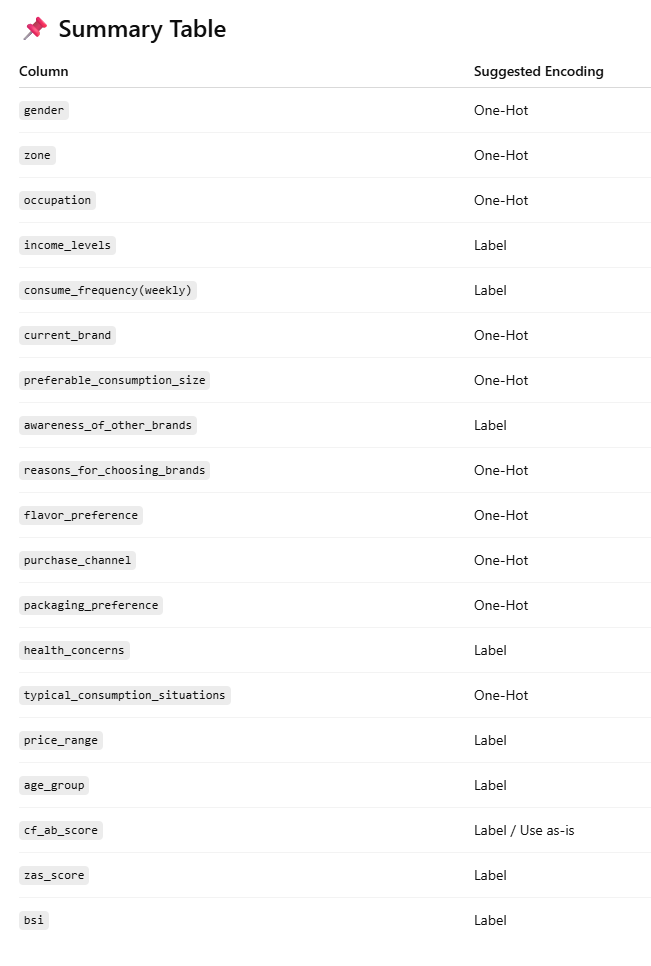 📌 Summary Table
Column Suggested Encoding
gender One-Hot
zone One-Hot
occupation One-Hot
income_levels Label
consume_frequency(weekly) Label
current_brand One-Hot
preferable_consumption_size One-Hot
awareness_of_other_brands Label
reasons_for_choosing_brands One-Hot
flavor_preference One-Hot
purchase_channel One-Hot
packaging_preference One-Hot
health_concerns Label
typical_consumption_situations One-Hot
price_range Label
age_group Label
cf_ab_score Label / Use as-is
zas_score Label
bsi Label